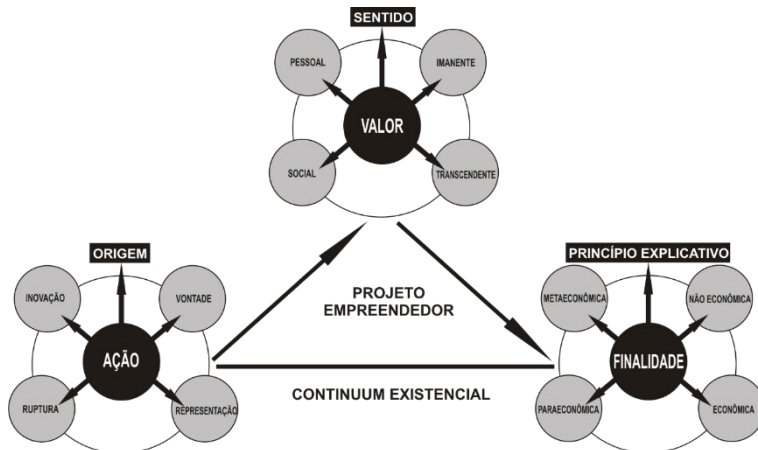 SENTIDO
PESSOAL
IMANENTE
VALOR
SOCIAL
TRANSCENDENTE
ORIGEM
INOVAÇÃO
VONTADE
AÇÃO
RUPTURA
REPRESENTAÇÃO
PROJETO
EMPREENDEDOR
CONTINUUM EXISTENCIAL
PRINCÍPIO EXPLICATIVO
METAECONÔMICA
NÃO ECONÔMICA
FINALIDADE
PARAECONÔMICA
ECONÔMICA